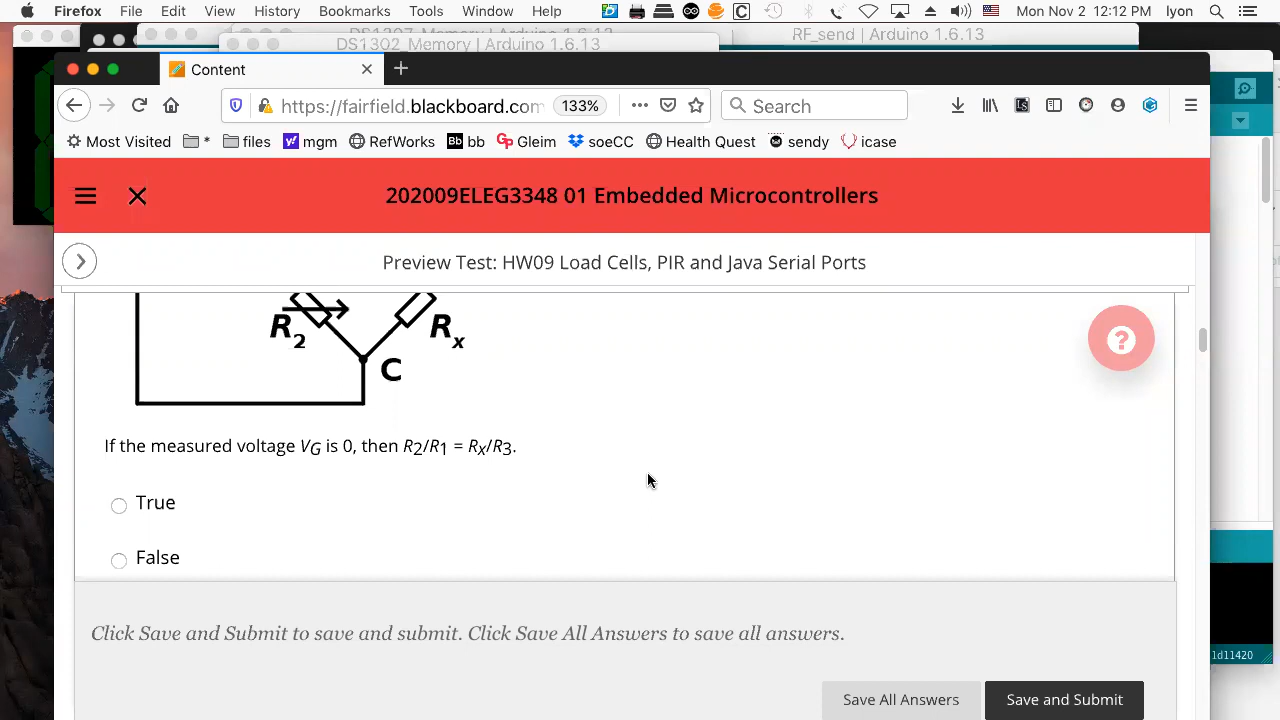 Firefox File Edit View History Bookmarks Tools Window Help Mon Nov 2 12:12 PM lyon
RF_send | Arduino 1.6.13
DS1302_Memory | Arduino 1.6.13
Content
https://fairfield.blackboard.com 133% Search
Most Visited * files mgm RefWorks bb Gleim soeCC Health Quest sendy icase
202009ELEG3348 01 Embedded Microcontrollers
Preview Test: HW09 Load Cells, PIR and Java Serial Ports
R2 Rx
C
If the measured voltage VG is 0, then R2/R1 = Rx/R3.
True
False
Click Save and Submit to save and submit. Click Save All Answers to save all answers.
1d11420
Save All Answers Save and Submit